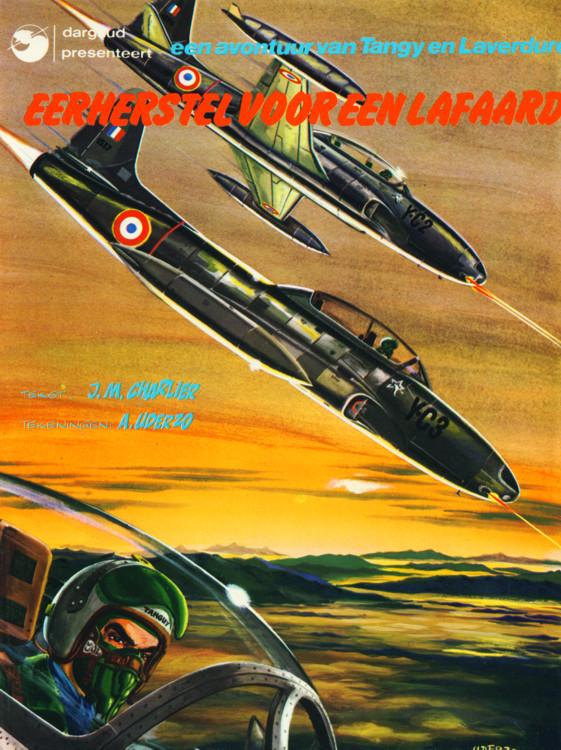 dargaud
presenteert
een avontuur van Tangy en Laverdure
EERHERSTEL VOOR EEN LAFAARD
YC2
YC3
TEKST: J.M. CHARLIER
TEKENINGEN: A. UDERZO
TANGUY
UDERZO